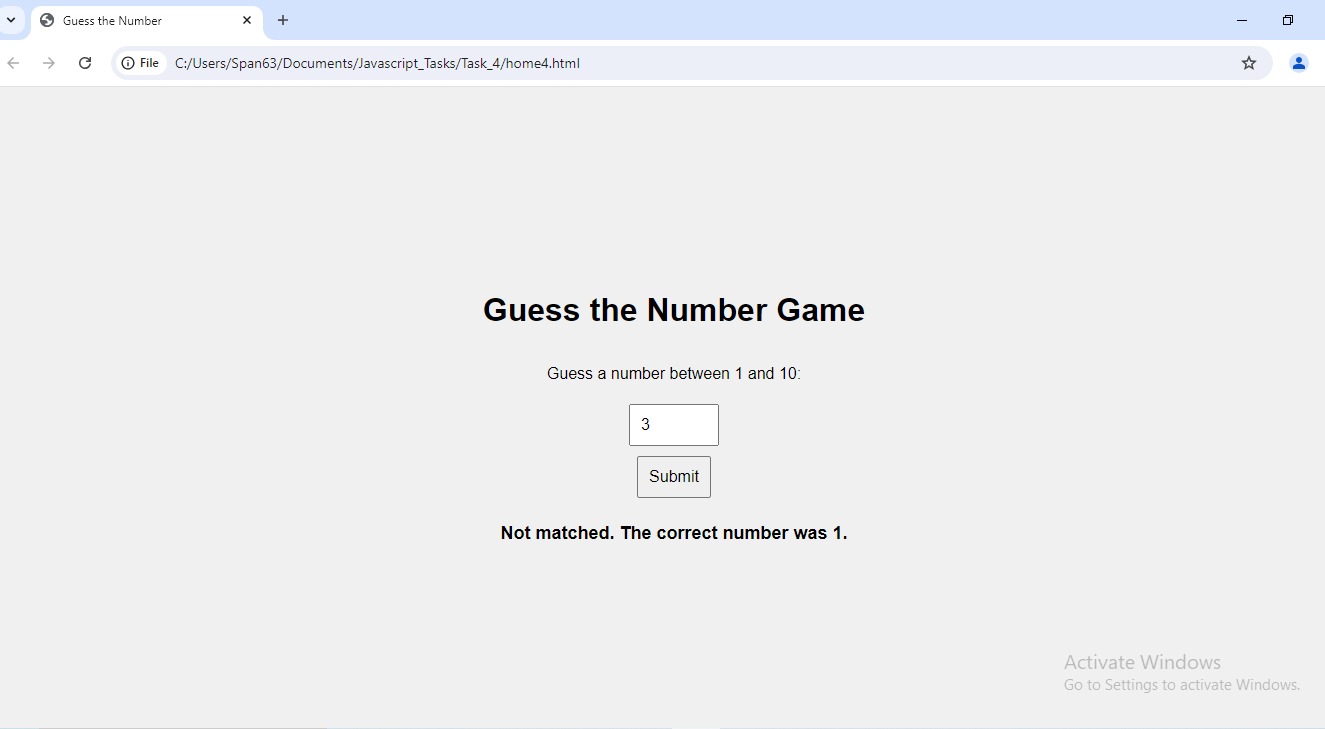 Guess the Number
File
C:/Users/Span63/Documents/Javascript_Tasks/Task_4/home4.html
Guess the Number Game
Guess a number between 1 and 10:
3
Submit
Not matched. The correct number was 1.
Activate Windows
Go to Settings to activate Windows.